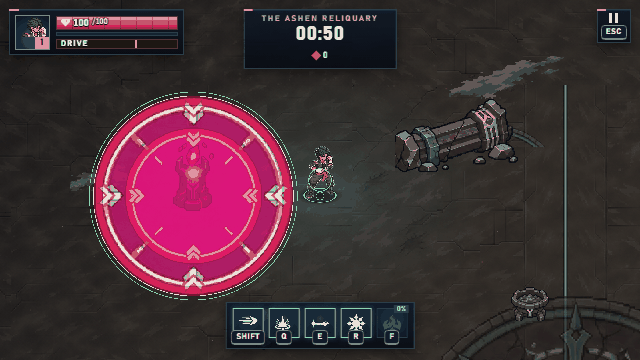 100/100
1
DRIVE
THE ASHEN RELIQUARY
00:50
0
ESC
0%
SHIFT
Q
E
R
F